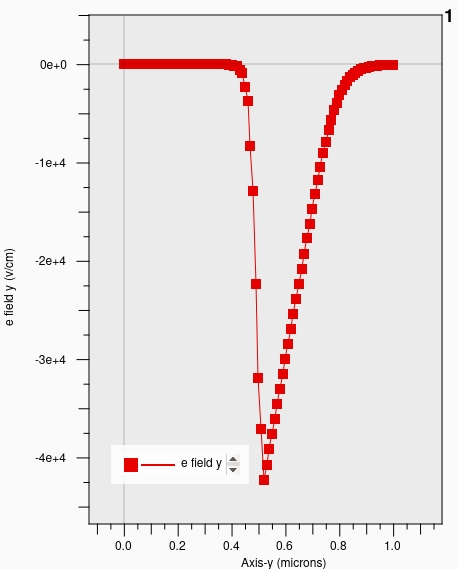 1
0e+0
-1e+4
-2e+4
-3e+4
-4e+4
e field y (v/cm)
e field y
0.0 0.2 0.4 0.6 0.8 1.0
Axis-y (microns)